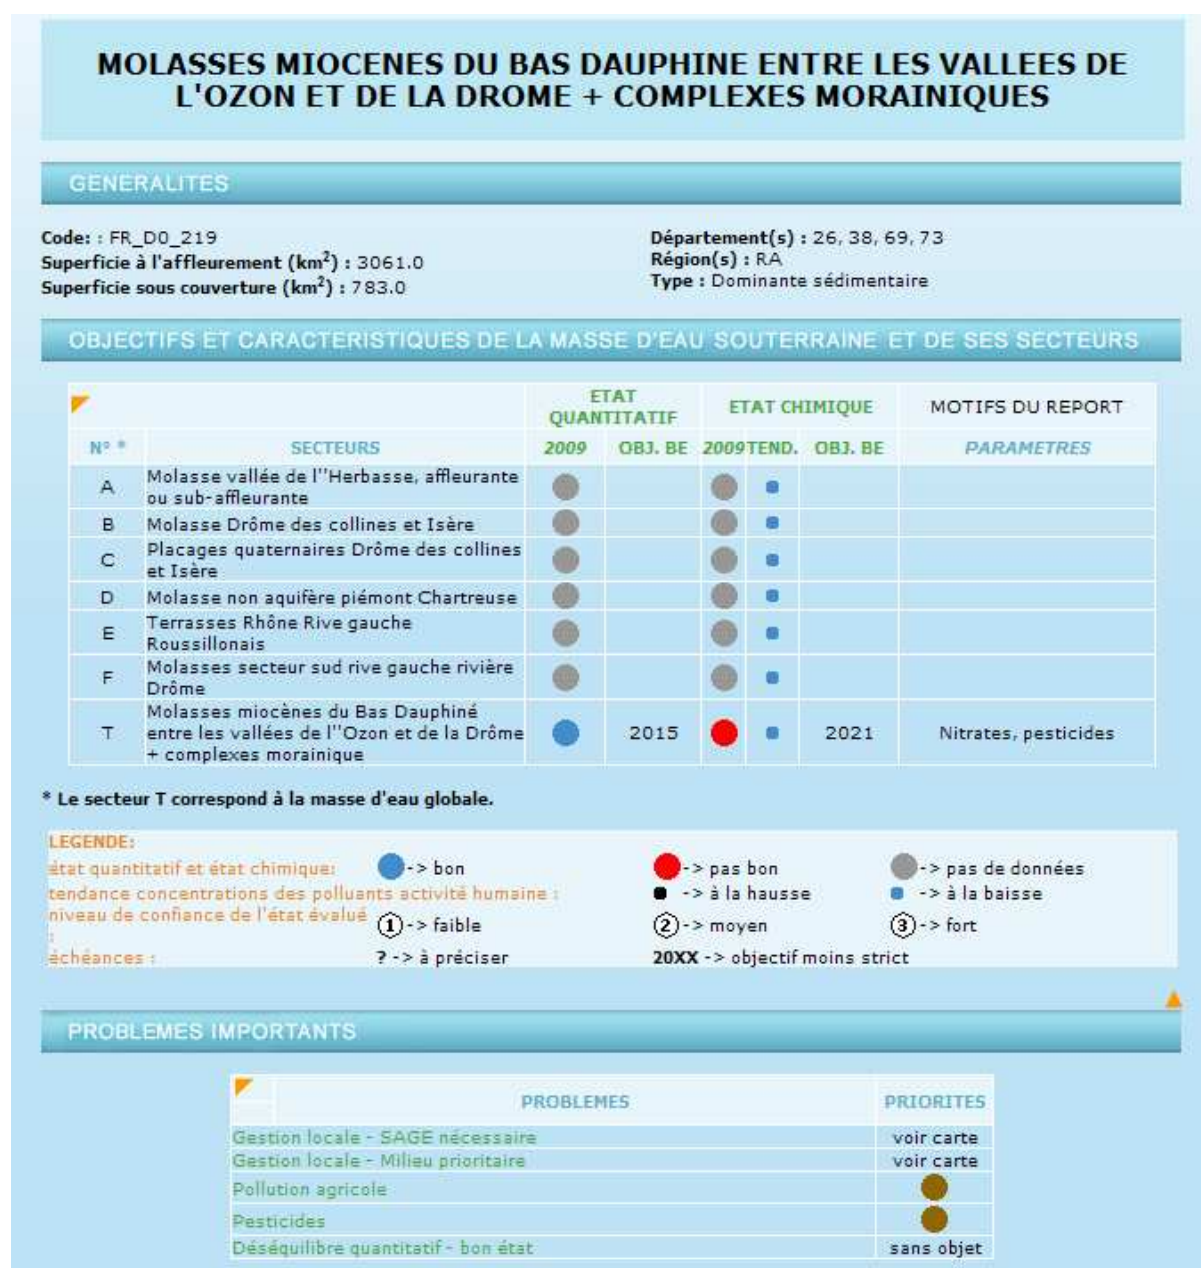 MOLASSES MIOCENES DU BAS DAUPHINE ENTRE LES VALLEES DE
L'OZON ET DE LA DROME + COMPLEXES MORAINIQUES
GENERALITES
Code: : FR_D0_219
Superficie à l'affleurement (km²) : 3061.0
Superficie sous couverture (km²) : 783.0
Département(s) : 26, 38, 69, 73
Région(s) : RA
Type : Dominante sédimentaire
OBJECTIFS ET CARACTERISTIQUES DE LA MASSE D'EAU SOUTERRAINE ET DE SES SECTEURS
ETAT QUANTITATIF ETAT CHIMIQUE MOTIFS DU REPORT
N° * SECTEURS 2009 OBJ. BE 2009 TEND. OBJ. BE PARAMETRES
A Molasse vallée de l''Herbasse, affleurante
ou sub-affleurante
B Molasse Drôme des collines et Isère
C Placages quaternaires Drôme des collines
et Isère
D Molasse non aquifère piémont Chartreuse
E Terrasses Rhône Rive gauche
Roussillonais
F Molasses secteur sud rive gauche rivière
Drôme
Molasses miocènes du Bas Dauphiné
T entre les vallées de l''Ozon et de la Drôme 2015 2021 Nitrates, pesticides
+ complexes morainique
* Le secteur T correspond à la masse d'eau globale.
LEGENDE:
état quantitatif et état chimique: -> bon -> pas bon -> pas de données
tendance concentrations des polluants activité humaine : -> à la hausse -> à la baisse
niveau de confiance de l'état évalué
: 1 -> faible 2 -> moyen 3 -> fort
échéances : ? -> à préciser 20XX -> objectif moins strict
PROBLEMES IMPORTANTS
PROBLEMES PRIORITES
Gestion locale - SAGE nécessaire voir carte
Gestion locale - Milieu prioritaire voir carte
Pollution agricole
Pesticides
Déséquilibre quantitatif - bon état sans objet